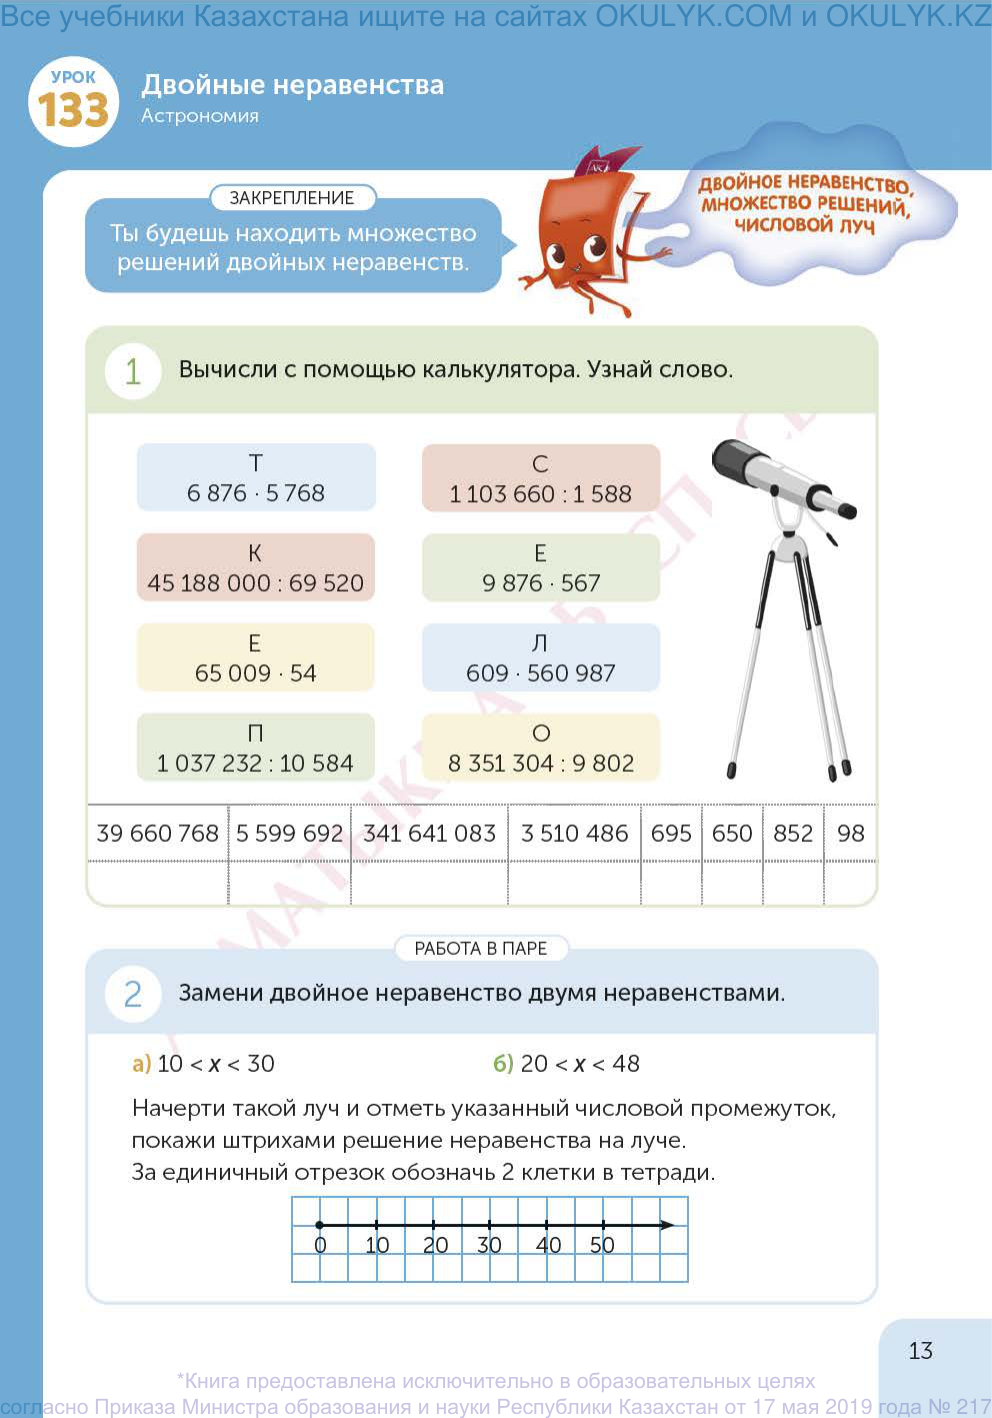 Все учебники Казахстана ищите на сайтах OKULYK.COM и OKULYK.KZ
УРОК
133
Двойные неравенства
Астрономия
ДВОЙНОЕ НЕРАВЕНСТВО,
МНОЖЕСТВО РЕШЕНИЙ,
ЧИСЛОВОЙ ЛУЧ
ЗАКРЕПЛЕНИЕ
Ты будешь находить множество
решений двойных неравенств.
1 Вычисли с помощью калькулятора. Узнай слово.
Т
6 876 · 5 768
С
1 103 660 : 1 588
К
45 188 000 : 69 520
Е
9 876 · 567
Е
65 009 · 54
Л
609 · 560 987
П
1 037 232 : 10 584
О
8 351 304 : 9 802
39 660 768 5 599 692 341 641 083 3 510 486 695 650 852 98
РАБОТА В ПАРЕ
2 Замени двойное неравенство двумя неравенствами.
а) 10 < x < 30 б) 20 < x < 48
Начерти такой луч и отметь указанный числовой промежуток,
покажи штрихами решение неравенства на луче.
За единичный отрезок обозначь 2 клетки в тетради.
0 10 20 30 40 50
13
*Книга предоставлена исключительно в образовательных целях
согласно Приказа Министра образования и науки Республики Казахстан от 17 мая 2019 года № 217